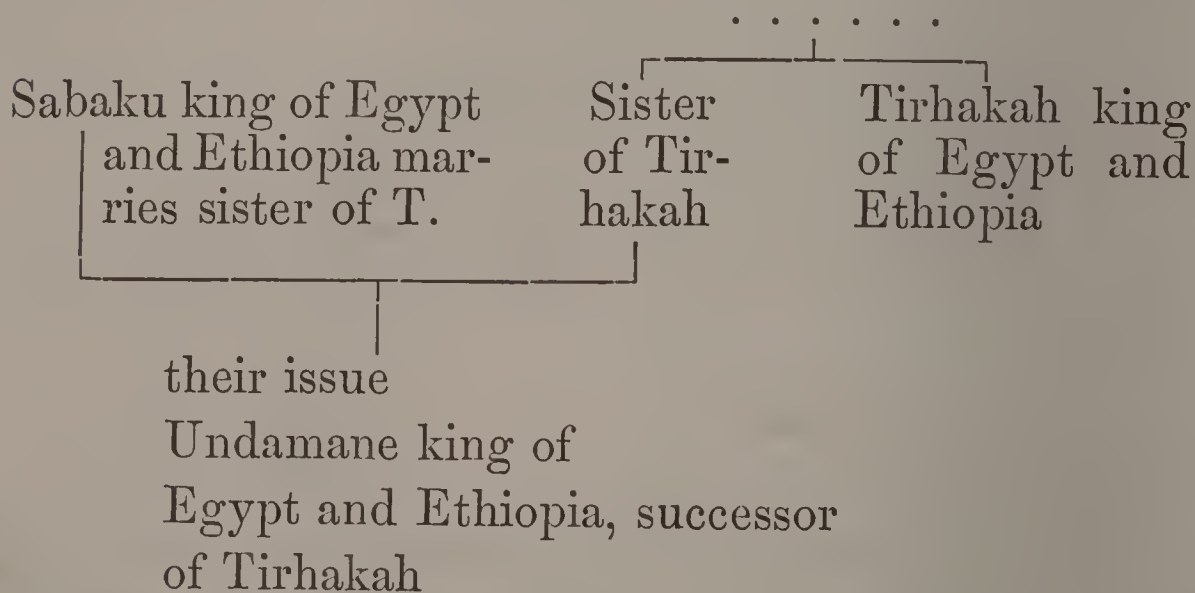 . . . . . .
Sabaku king of Egypt
and Ethiopia mar-
ries sister of T.
Sister
of Tir-
hakah
Tirhakah king
of Egypt and
Ethiopia
their issue
Undamane king of
Egypt and Ethiopia, successor
of Tirhakah